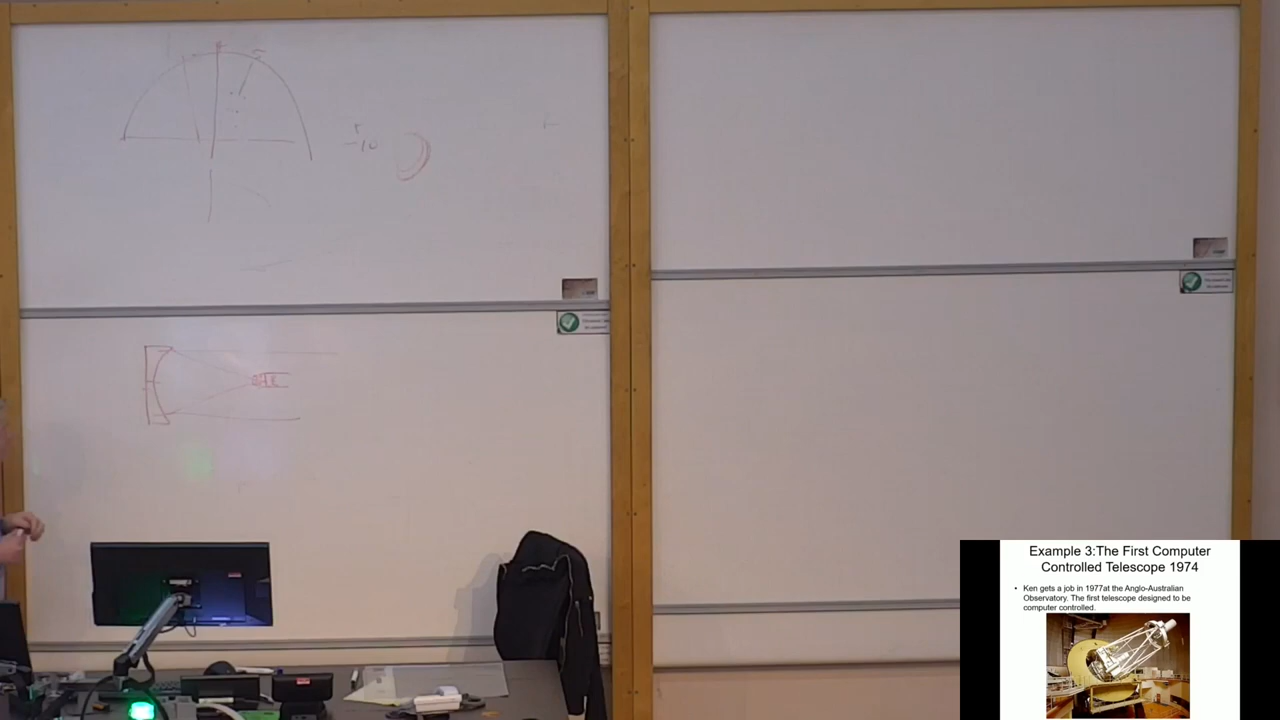 Example 3:The First Computer
Controlled Telescope 1974
• Ken gets a job in 1977at the Anglo-Australian
Observatory. The first telescope designed to be
computer controlled.